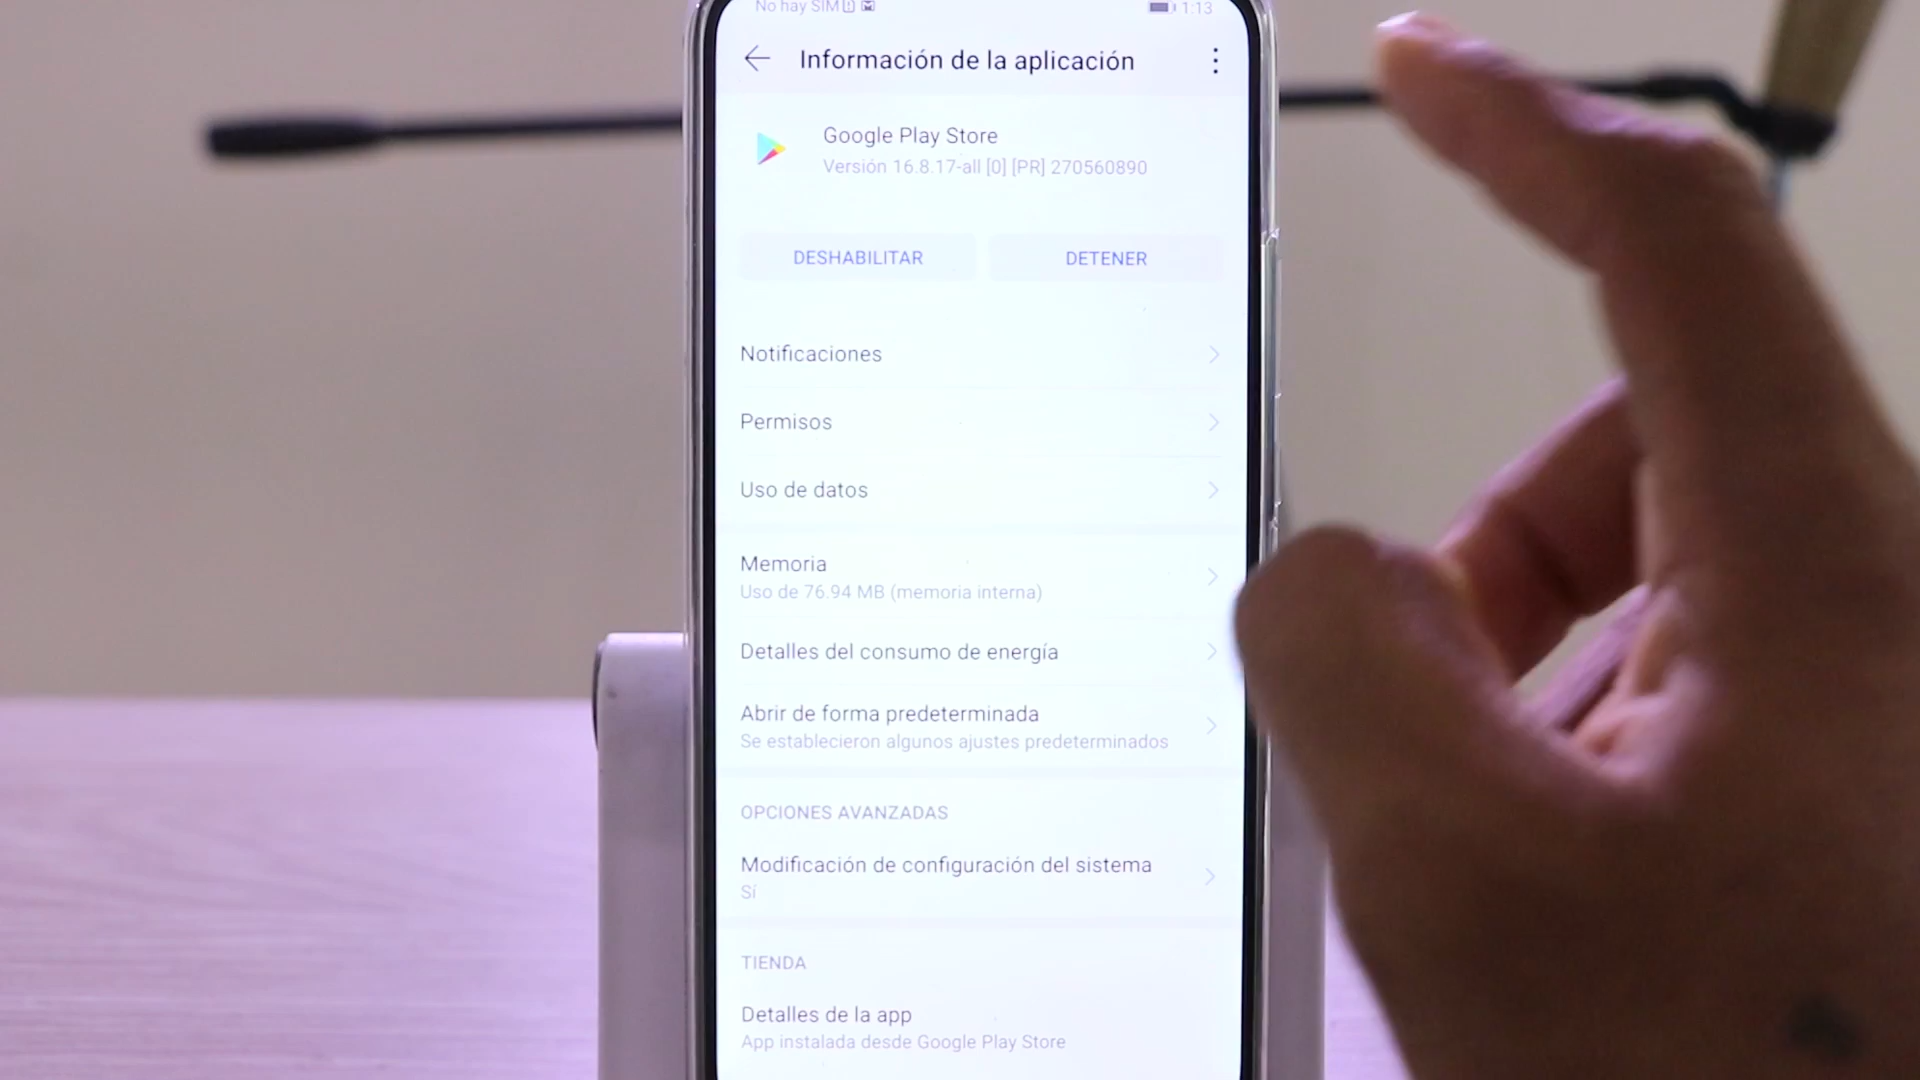 No hay SIM
1:13
Información de la aplicación
Google Play Store
Versión 16.8.17-all [0] [PR] 270560890
DESHABILITAR
DETENER
Notificaciones
Permisos
Uso de datos
Memoria
Uso de 76.94 MB (memoria interna)
Detalles del consumo de energía
Abrir de forma predeterminada
Se establecieron algunos ajustes predeterminados
OPCIONES AVANZADAS
Modificación de configuración del sistema
Sí
TIENDA
Detalles de la app
App instalada desde Google Play Store